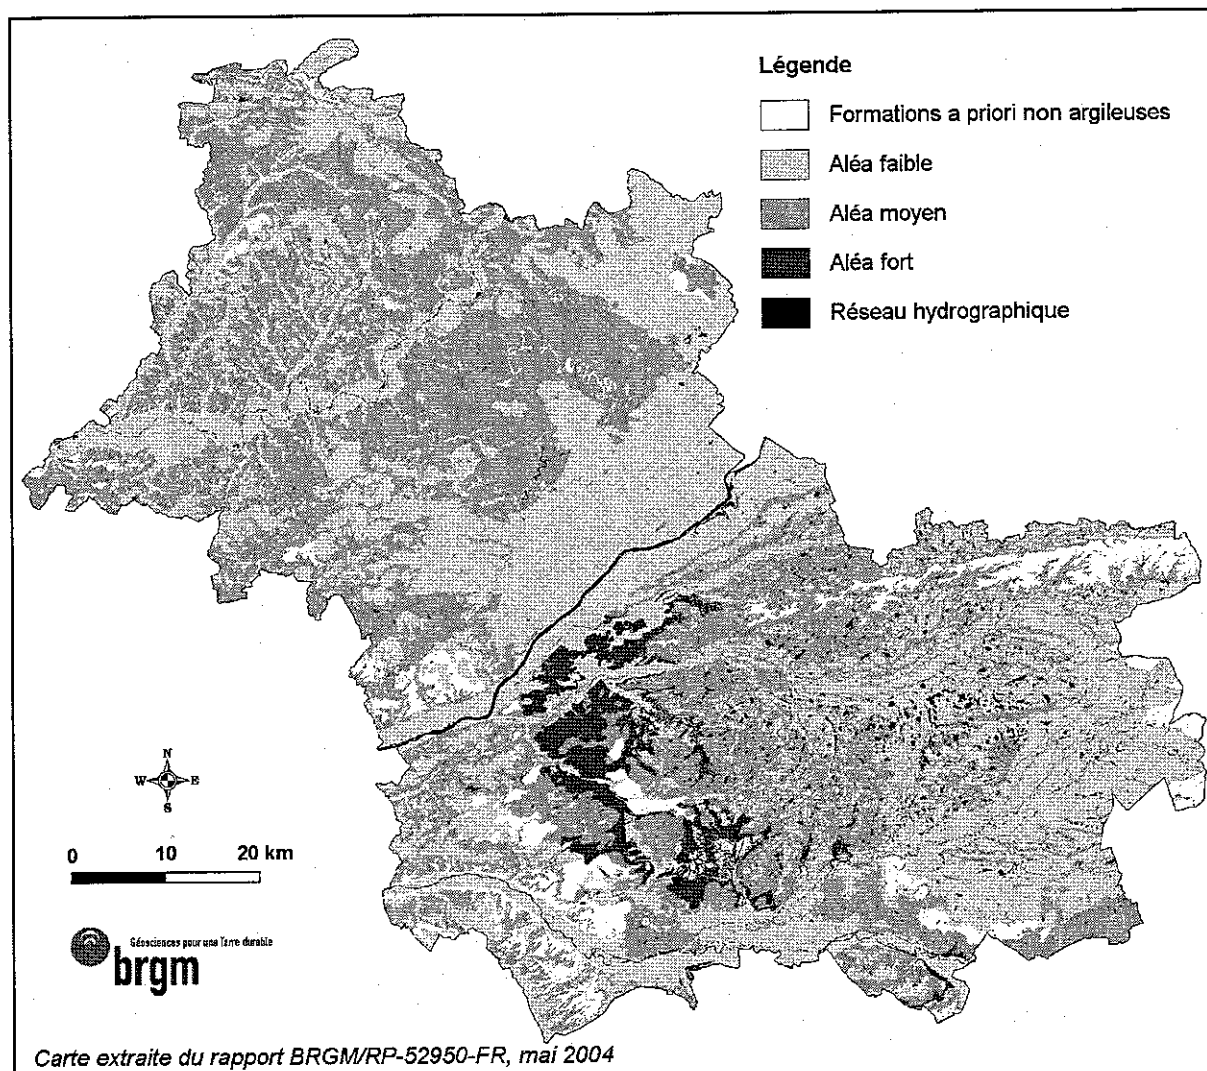 Légende
Formations a priori non argileuses
Aléa faible
Aléa moyen
Aléa fort
Réseau hydrographique
N
W E
S
0 10 20 km
Géosciences pour une Terre durable
brgm
Carte extraite du rapport BRGM/RP-52950-FR, mai 2004